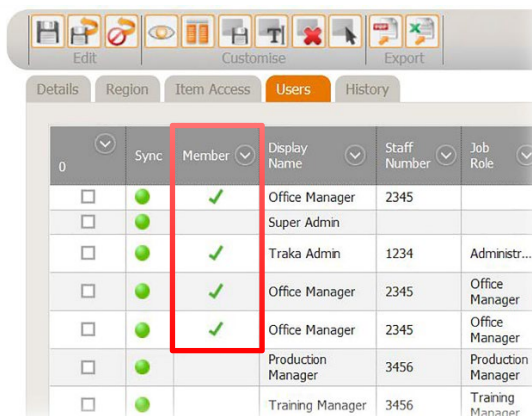 Edit Customise Export
Details Region Item Access Users History
0 Sync Member Display Name Staff Number Job Role
Office Manager 2345
Super Admin
Traka Admin 1234 Administr...
Office Manager 2345 Office Manager
Office Manager 2345 Office Manager
Production Manager 3456 Production Manager
Training Manager 3456 Training Manager